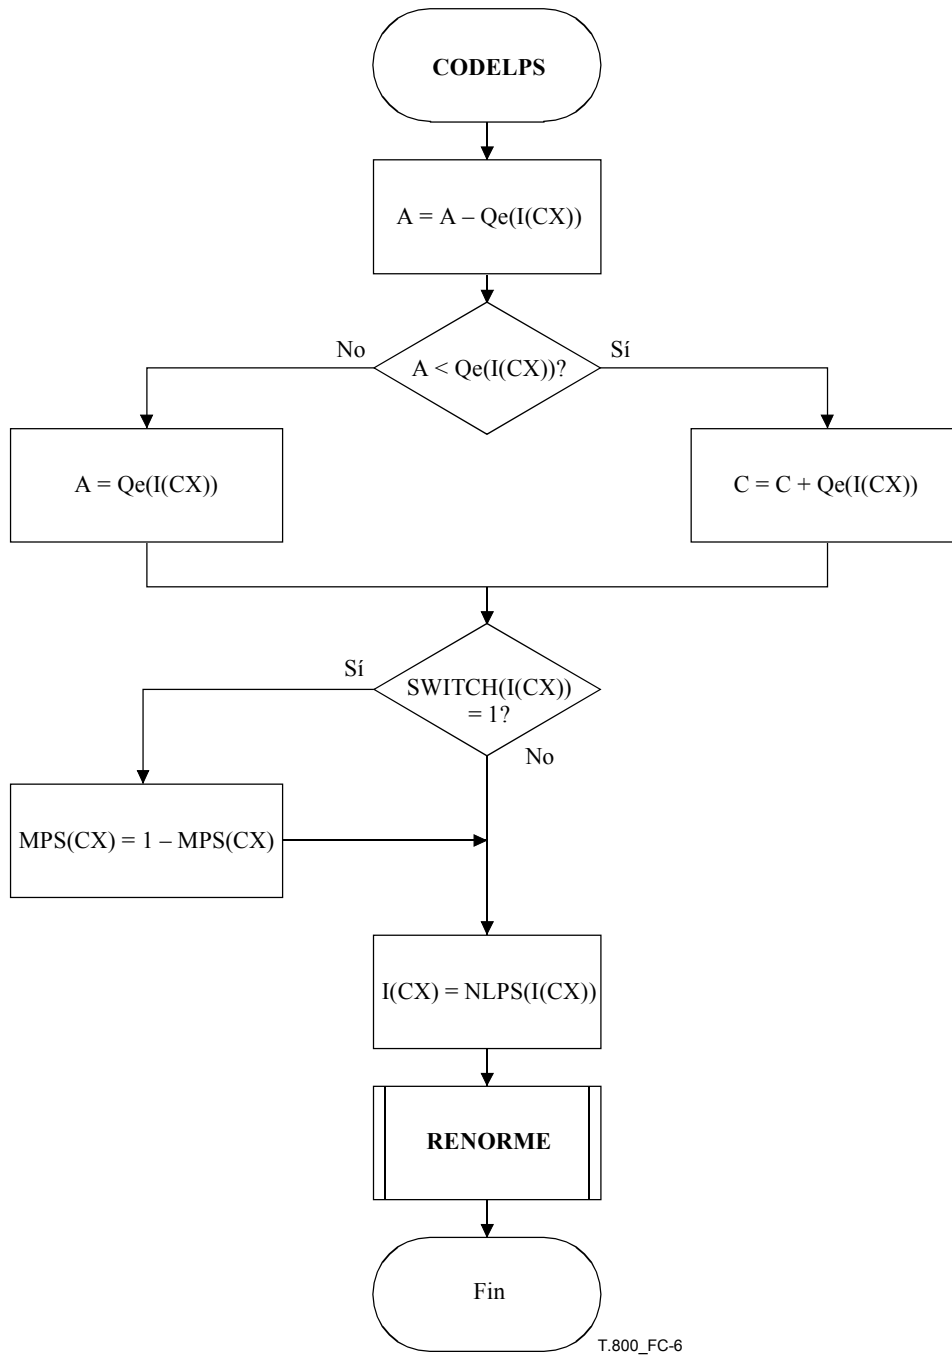 CODELPS
A = A – Qe(I(CX))
No
Sí
A < Qe(I(CX))?
A = Qe(I(CX))
C = C + Qe(I(CX))
Sí
SWITCH(I(CX))
= 1?
No
MPS(CX) = 1 – MPS(CX)
I(CX) = NLPS(I(CX))
RENORME
Fin
T.800_FC-6